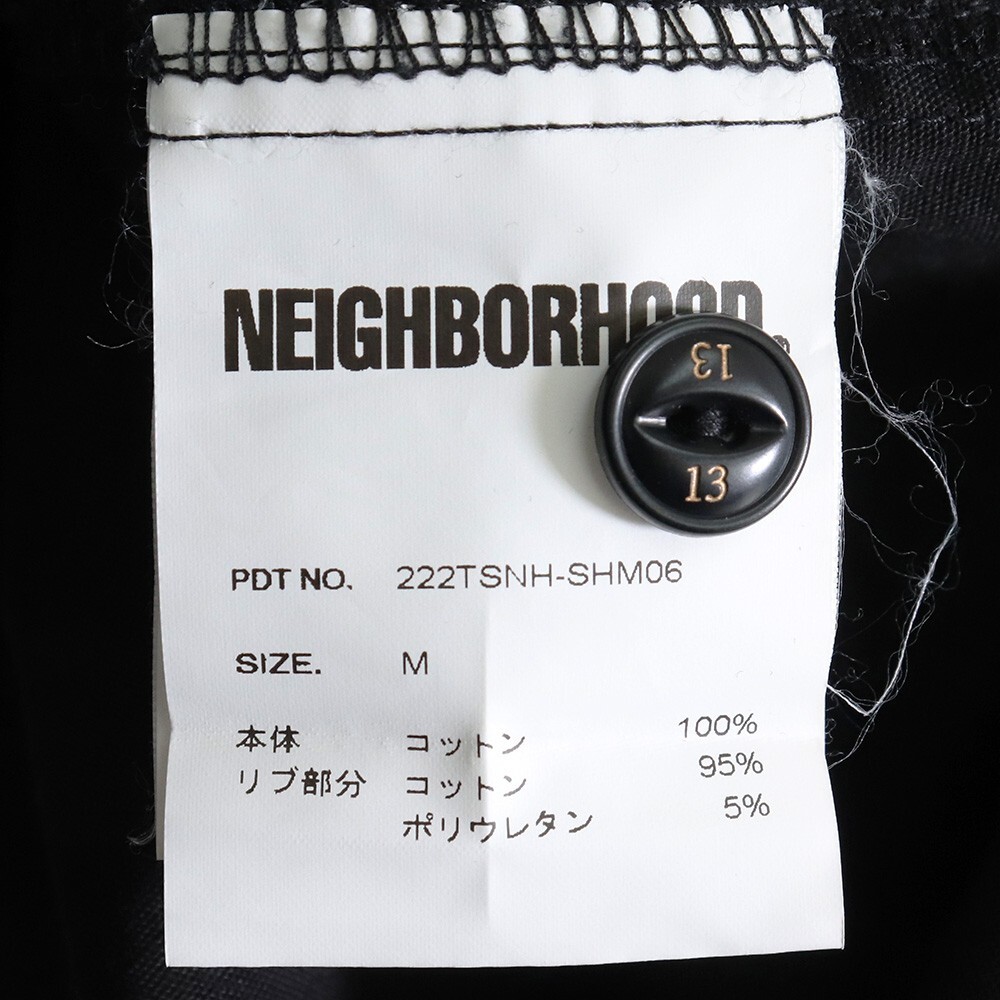 NEIGHBORHOOD®
13
13
PDT NO. 222TSNH-SHM06
SIZE. M
本体 コットン 100%
リブ部分 コットン 95%
ポリウレタン 5%